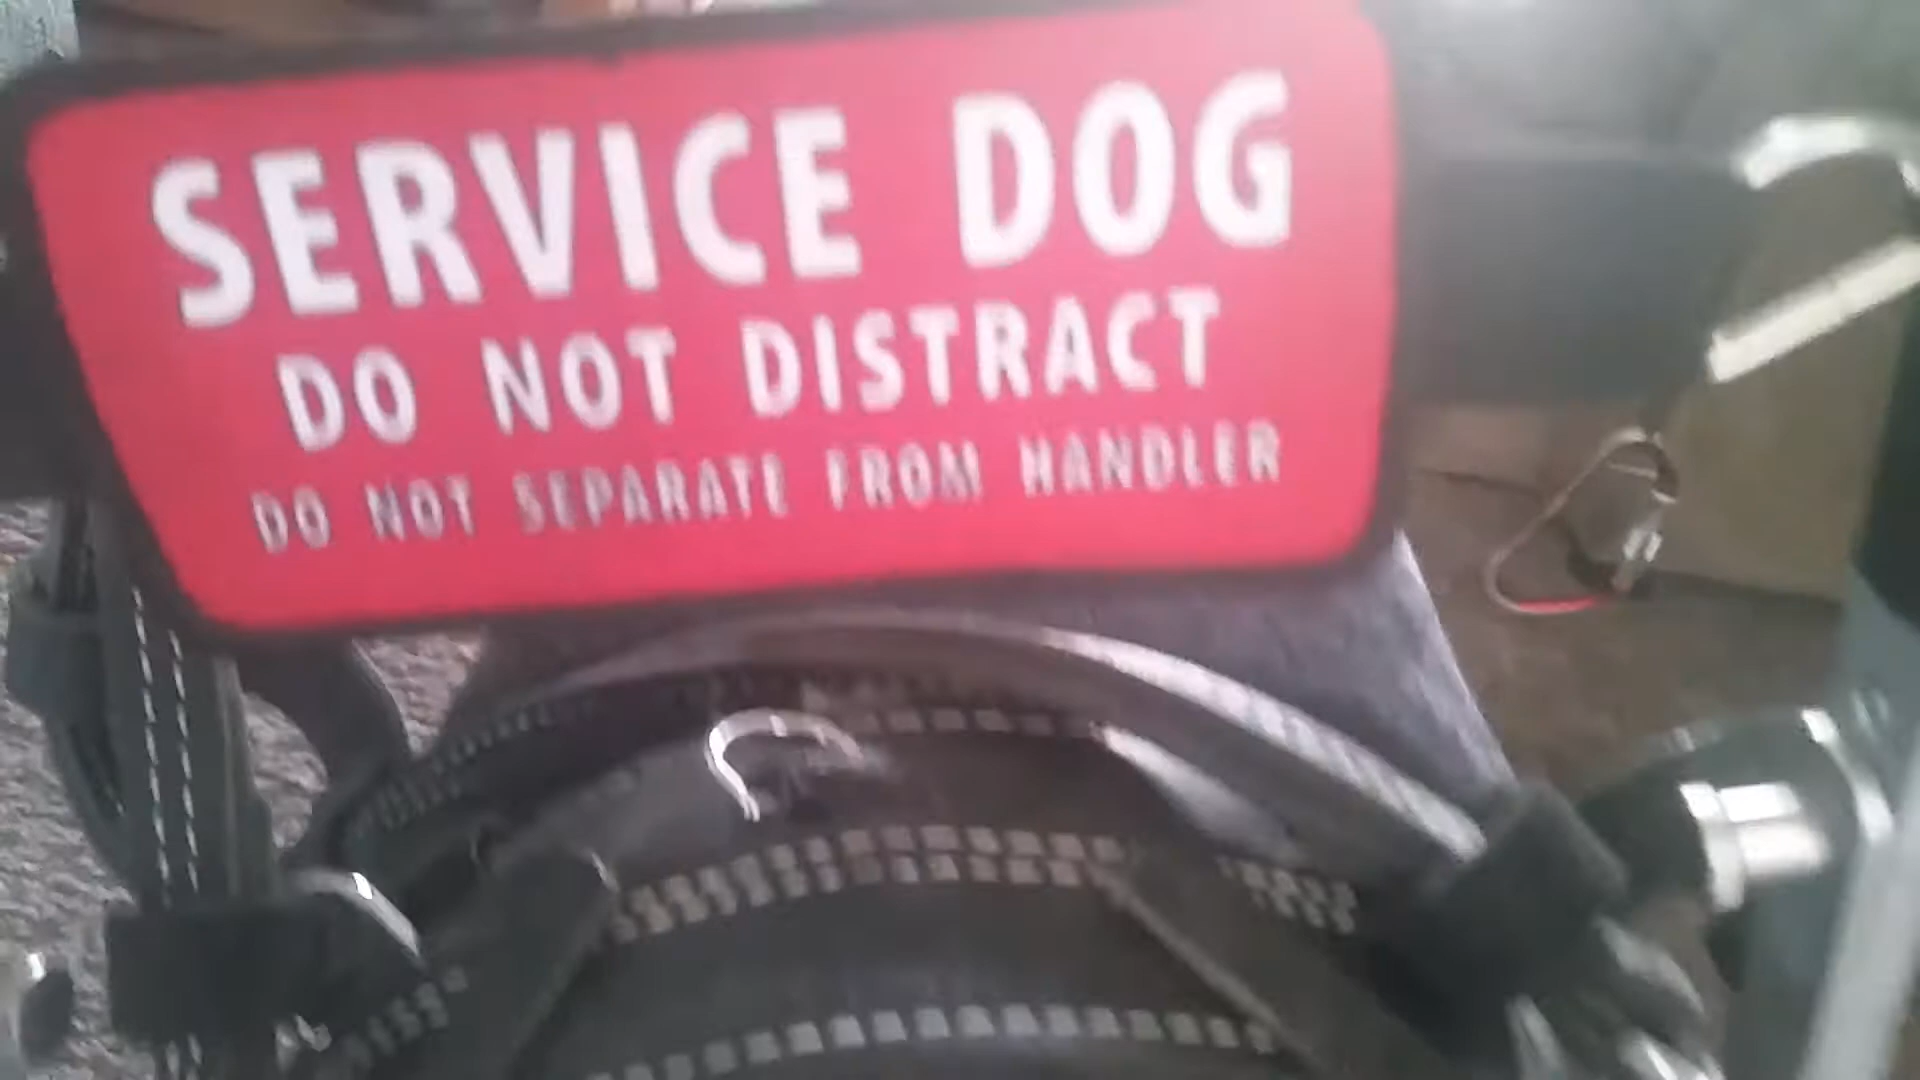 SERVICE DOG
DO NOT DISTRACT
DO NOT SEPARATE FROM HANDLER